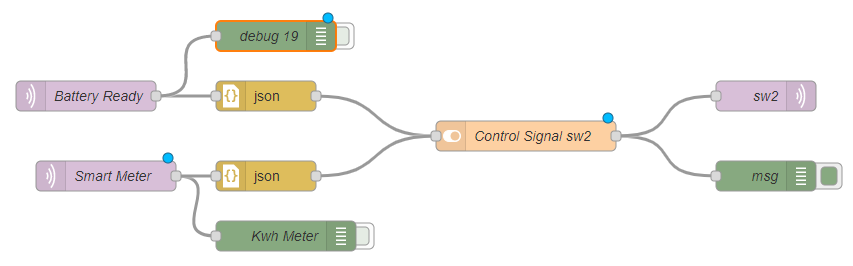 debug 19
Battery Ready
json
sw2
Control Signal sw2
Smart Meter
json
msg
Kwh Meter